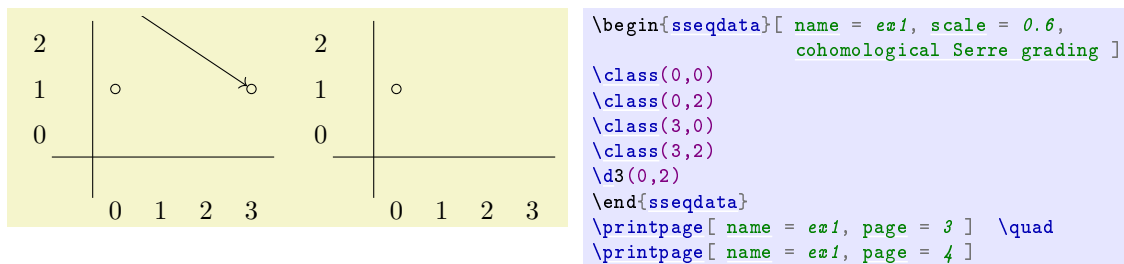 2
1
0
0 1 2 3
2
1
0
0 1 2 3
\begin{sseqdata}[ name = ex1, scale = 0.6,
cohomological Serre grading ]
\class(0,0)
\class(0,2)
\class(3,0)
\class(3,2)
\d3(0,2)
\end{sseqdata}
\printpage[ name = ex1, page = 3 ] \quad
\printpage[ name = ex1, page = 4 ]